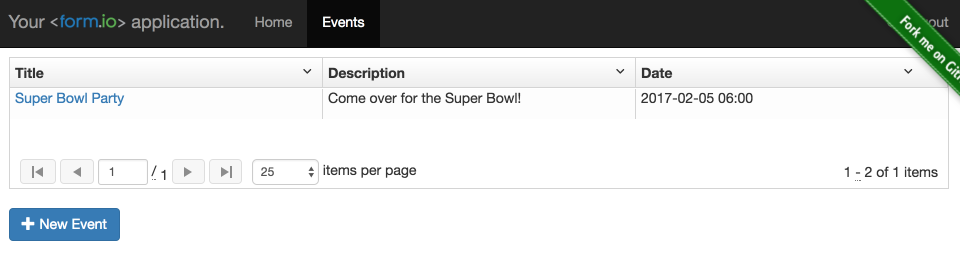 Your <form.io> application. Home Events out
Fork me on Git
Title Description Date
Super Bowl Party Come over for the Super Bowl! 2017-02-05 06:00
1 / 1 25 items per page 1 - 2 of 1 items
New Event